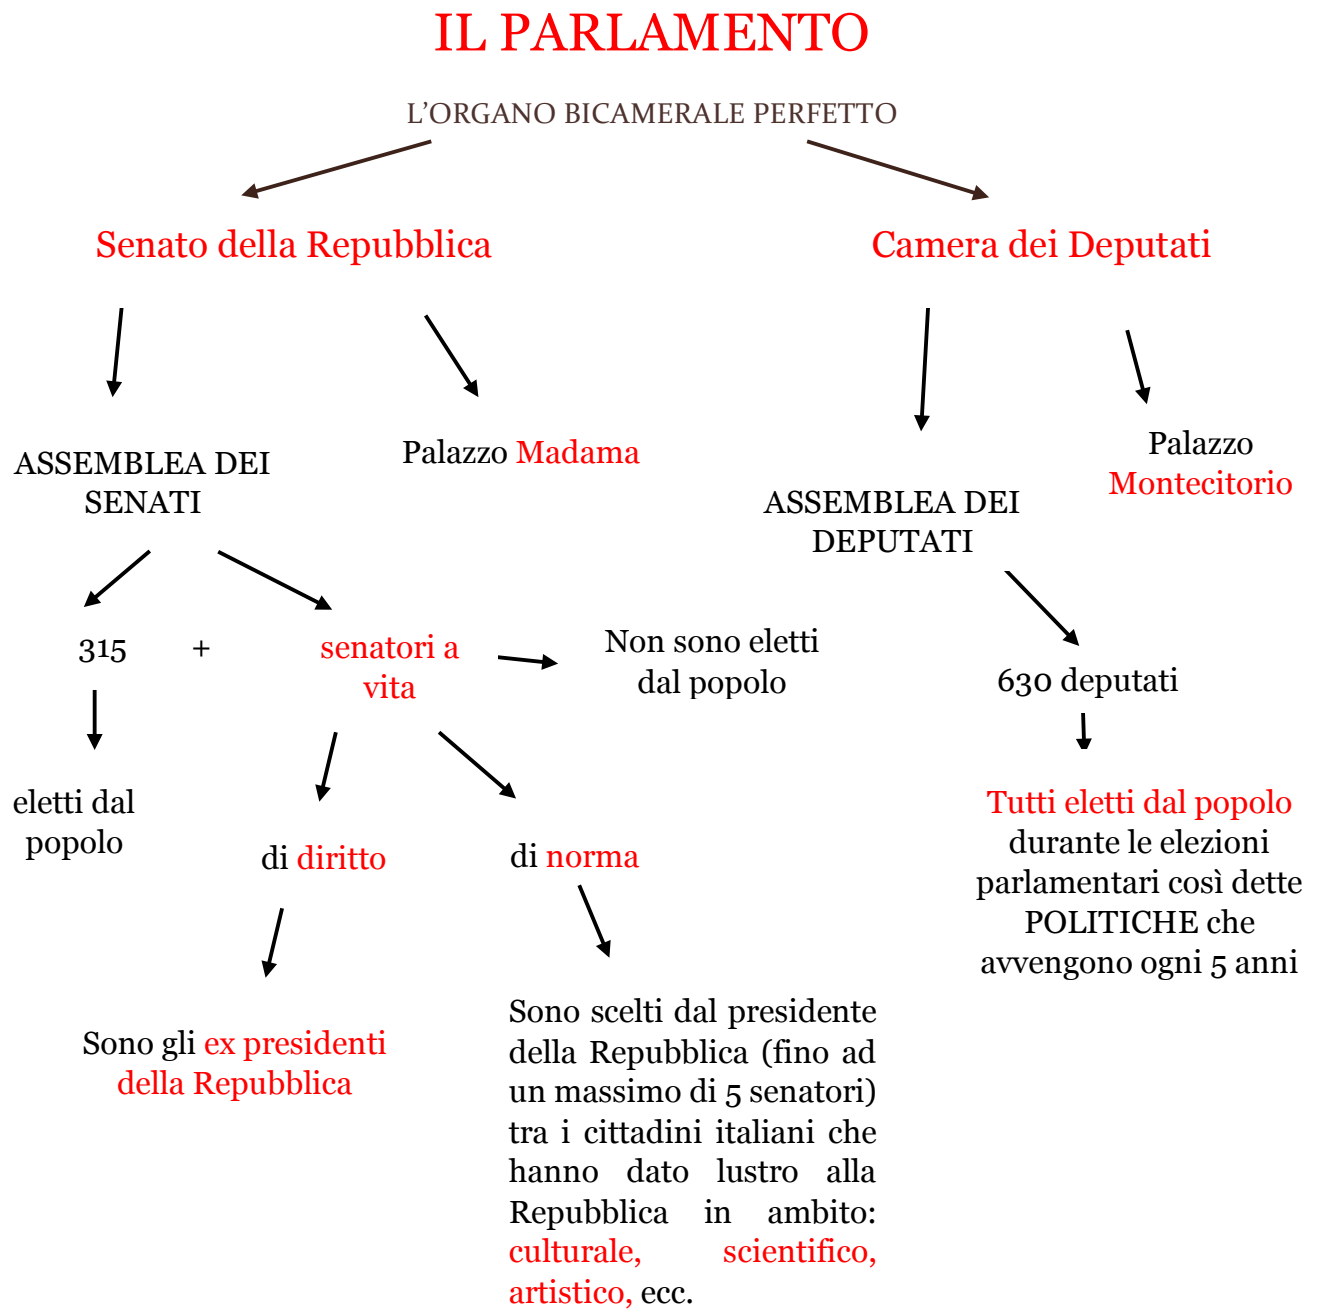 IL PARLAMENTO
L'ORGANO BICAMERALE PERFETTO
Senato della Repubblica
Camera dei Deputati
ASSEMBLEA DEI
SENATI
Palazzo Madama
ASSEMBLEA DEI
DEPUTATI
Palazzo
Montecitorio
315 +
senatori a
vita
Non sono eletti
dal popolo
630 deputati
eletti dal
popolo
di diritto
di norma
Tutti eletti dal popolo
durante le elezioni
parlamentari così dette
POLITICHE che
avvengono ogni 5 anni
Sono gli ex presidenti
della Repubblica
Sono scelti dal presidente
della Repubblica (fino ad
un massimo di 5 senatori)
tra i cittadini italiani che
hanno dato lustro alla
Repubblica in ambito:
culturale, scientifico,
artistico, ecc.